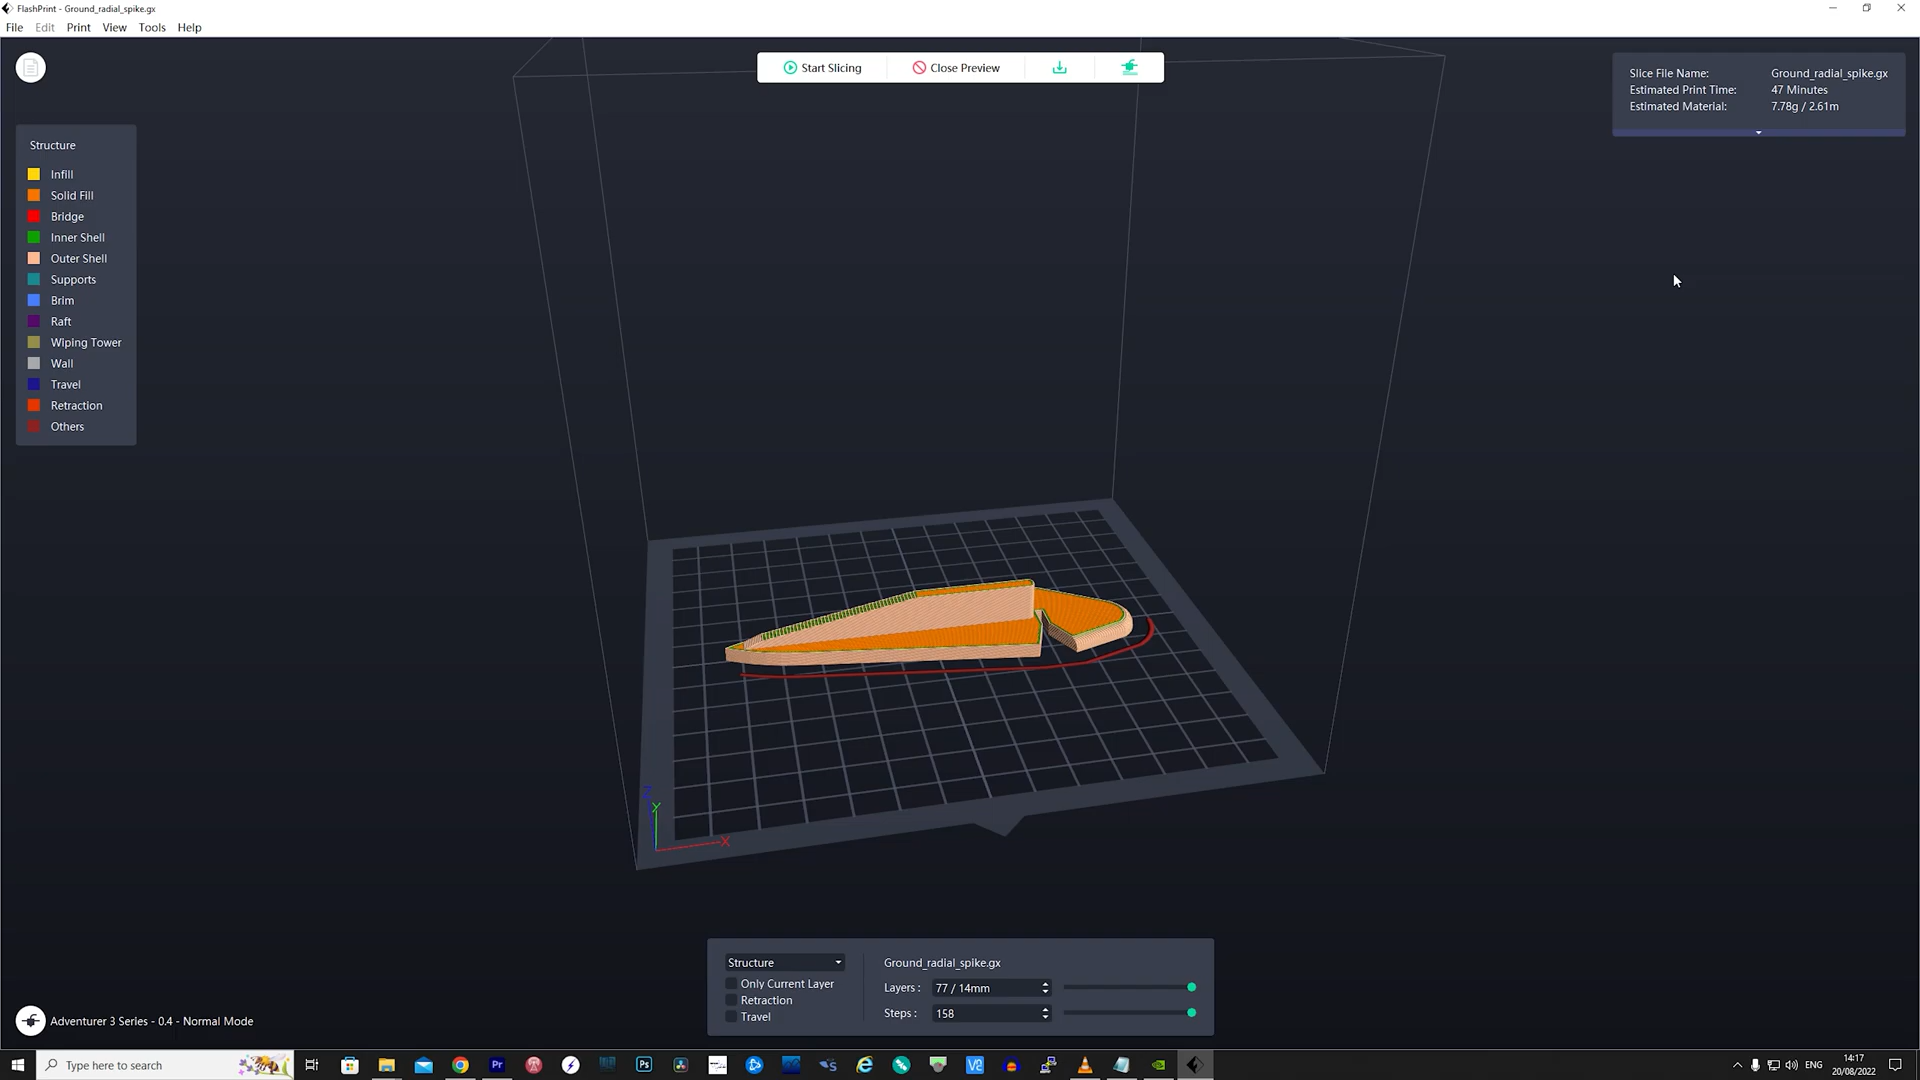 FlashPrint - Ground_radial_spike.gx
File Edit Print View Tools Help
Start Slicing Close Preview
Slice File Name: Ground_radial_spike.gx
Estimated Print Time: 47 Minutes
Estimated Material: 7.78g / 2.61m
Structure
Infill
Solid Fill
Bridge
Inner Shell
Outer Shell
Supports
Brim
Raft
Wiping Tower
Wall
Travel
Retraction
Others
Z
Y
X
Structure
Only Current Layer
Retraction
Travel
Ground_radial_spike.gx
Layers : 77 / 14mm
Steps : 158
Adventurer 3 Series - 0.4 - Normal Mode
Type here to search
Pr
Ps
V2
ENG
14:17
20/08/2022